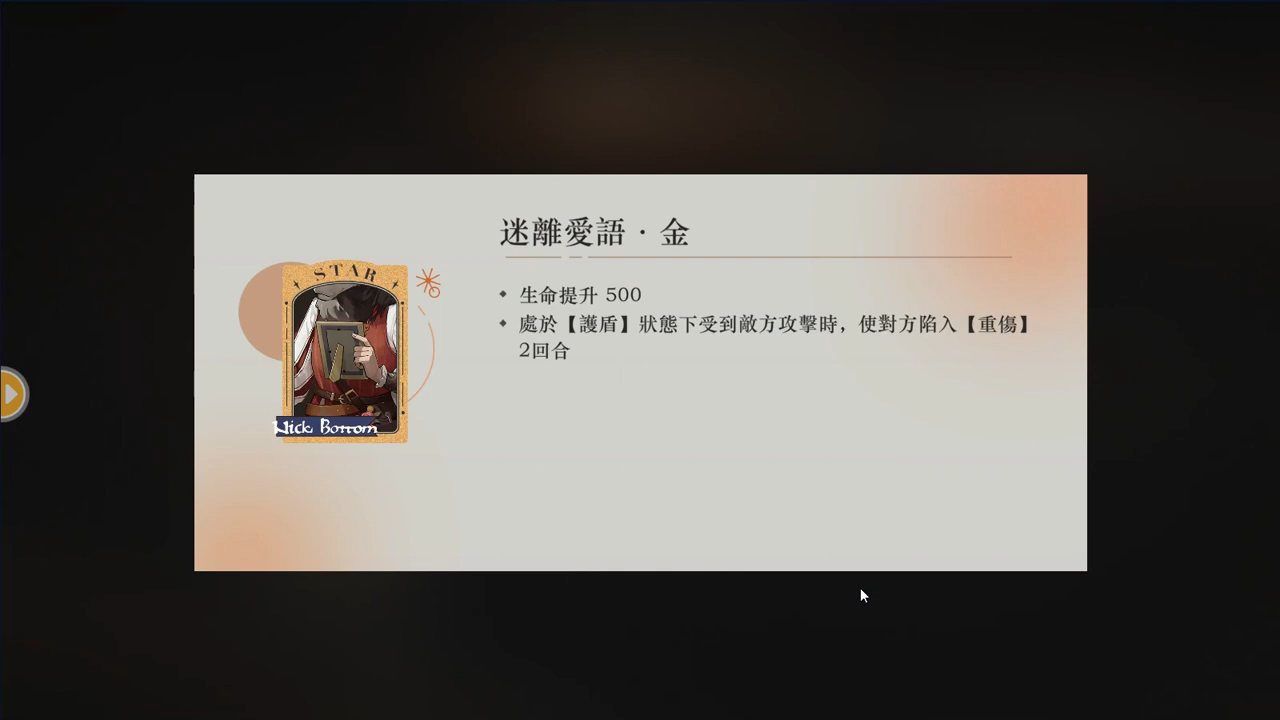 迷離愛語·金
STAR
生命提升 500
處於【護盾】狀態下受到敵方攻擊時，使對方陷入【重傷】
2回合
Nick Bottom